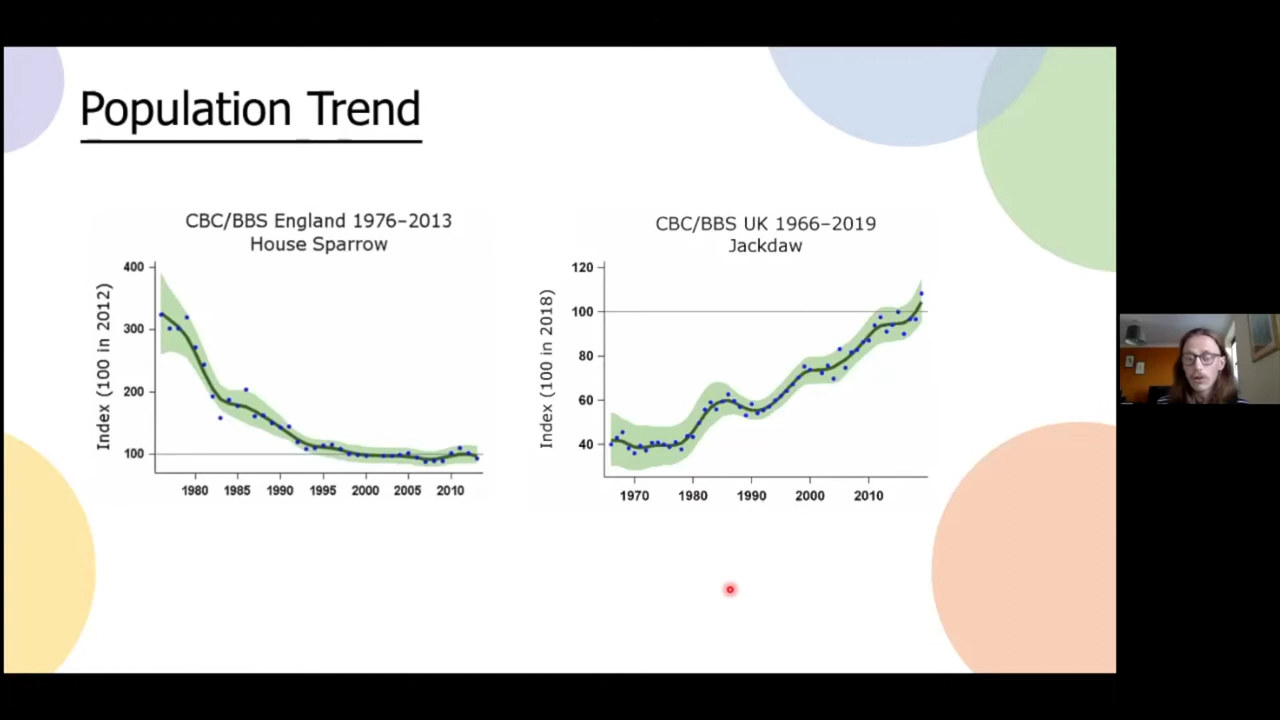 Population Trend
CBC/BBS England 1976–2013
House Sparrow
Index (100 in 2012)
400
300
200
100
1980 1985 1990 1995 2000 2005 2010
CBC/BBS UK 1966–2019
Jackdaw
Index (100 in 2018)
120
100
80
60
40
1970 1980 1990 2000 2010